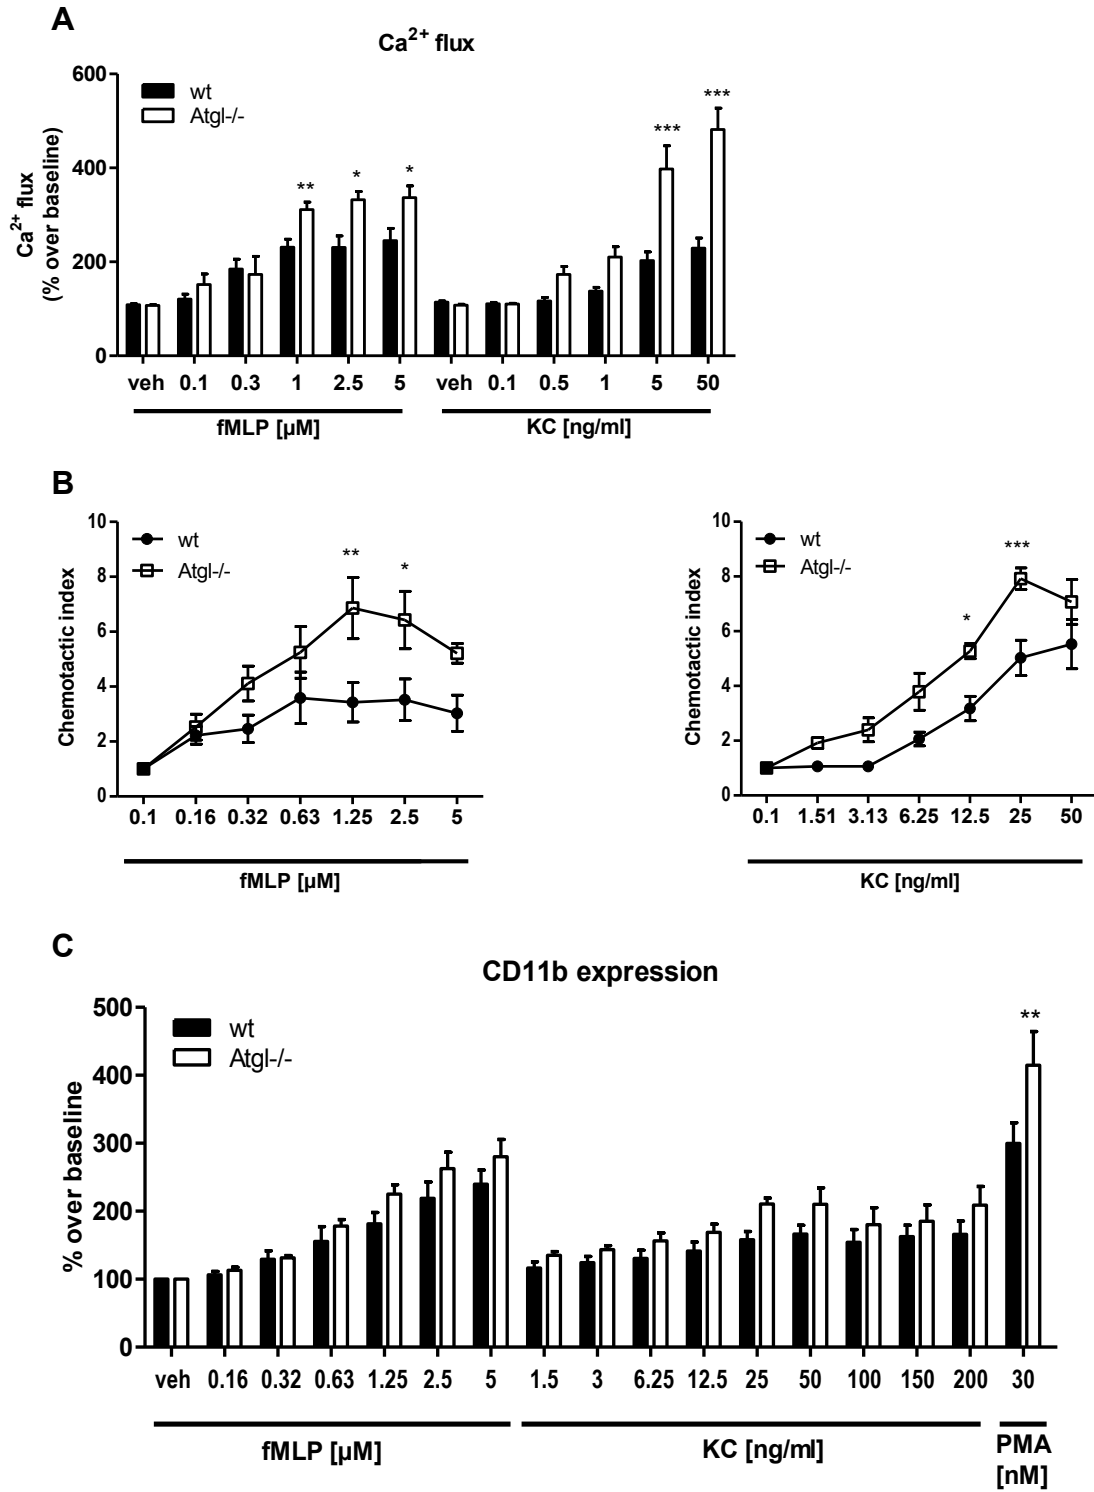 A
Ca2+ flux
600
400
200
0
Ca2+ flux
(% over baseline)
wt
Atgl-/-
** * * *** ***
veh 0.1 0.3 1 2.5 5 veh 0.1 0.5 1 5 50
fMLP [µM] KC [ng/ml]
B
10
8
6
4
2
0
Chemotactic index
wt
Atgl-/-
** *
0.1 0.16 0.32 0.63 1.25 2.5 5
fMLP [µM]
10
8
6
4
2
0
Chemotactic index
wt
Atgl-/-
* ***
0.1 1.51 3.13 6.25 12.5 25 50
KC [ng/ml]
C
CD11b expression
500
400
300
200
100
0
% over baseline
wt
Atgl-/-
**
veh 0.16 0.32 0.63 1.25 2.5 5 1.5 3 6.25 12.5 25 50 100 150 200 30
fMLP [µM] KC [ng/ml] PMA
[nM]